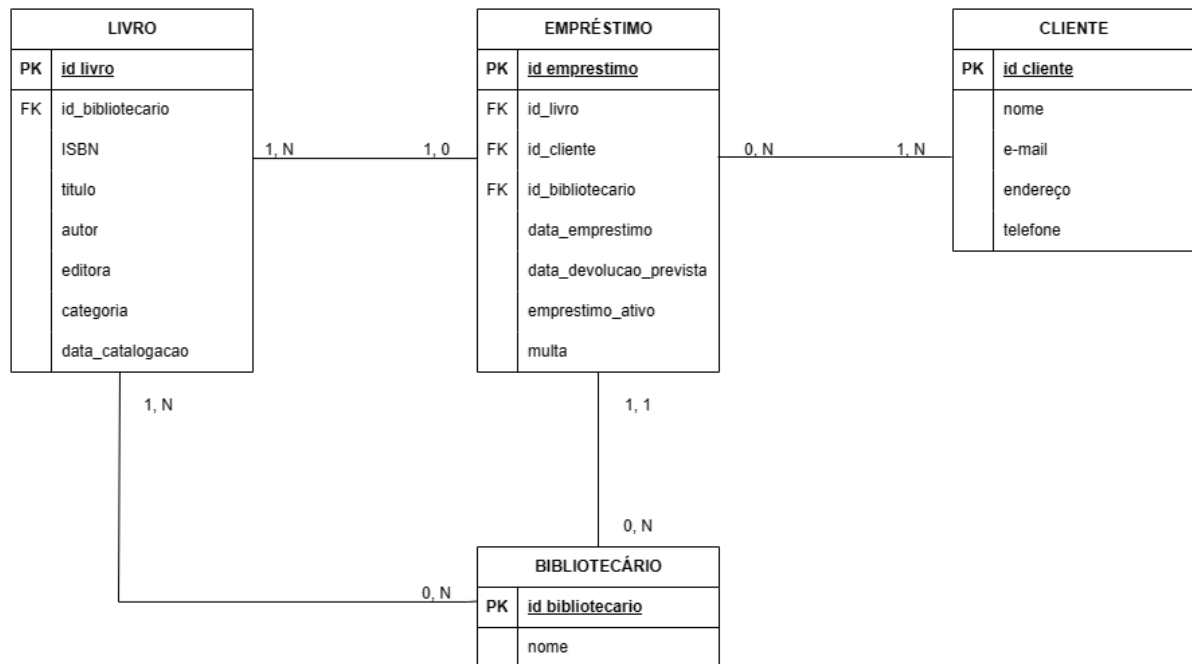 LIVRO
PK id livro
FK id_bibliotecario
ISBN
titulo
autor
editora
categoria
data_catalogacao
1, N
1, 0
EMPRÉSTIMO
PK id emprestimo
FK id_livro
FK id_cliente
FK id_bibliotecario
data_emprestimo
data_devolucao_prevista
emprestimo_ativo
multa
0, N
1, N
CLIENTE
PK id cliente
nome
e-mail
endereço
telefone
1, N
1, 1
0, N
0, N
BIBLIOTECÁRIO
PK id bibliotecario
nome